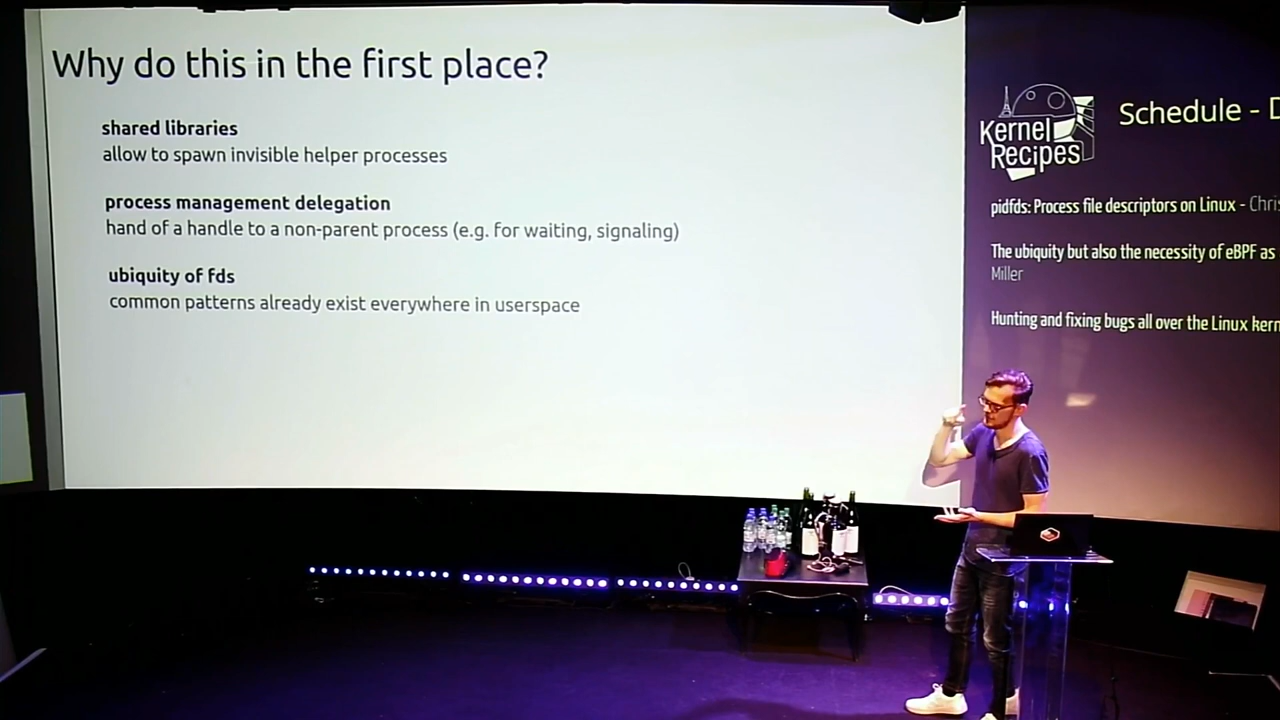 Why do this in the first place?
shared libraries
allow to spawn invisible helper processes
process management delegation
hand of a handle to a non-parent process (e.g. for waiting, signaling)
ubiquity of fds
common patterns already exist everywhere in userspace
Kernel
Recipes
Schedule -
pidfds: Process file descriptors on Linux - Chris
The ubiquity but also the necessity of eBPF as
Miller
Hunting and fixing bugs all over the Linux kern